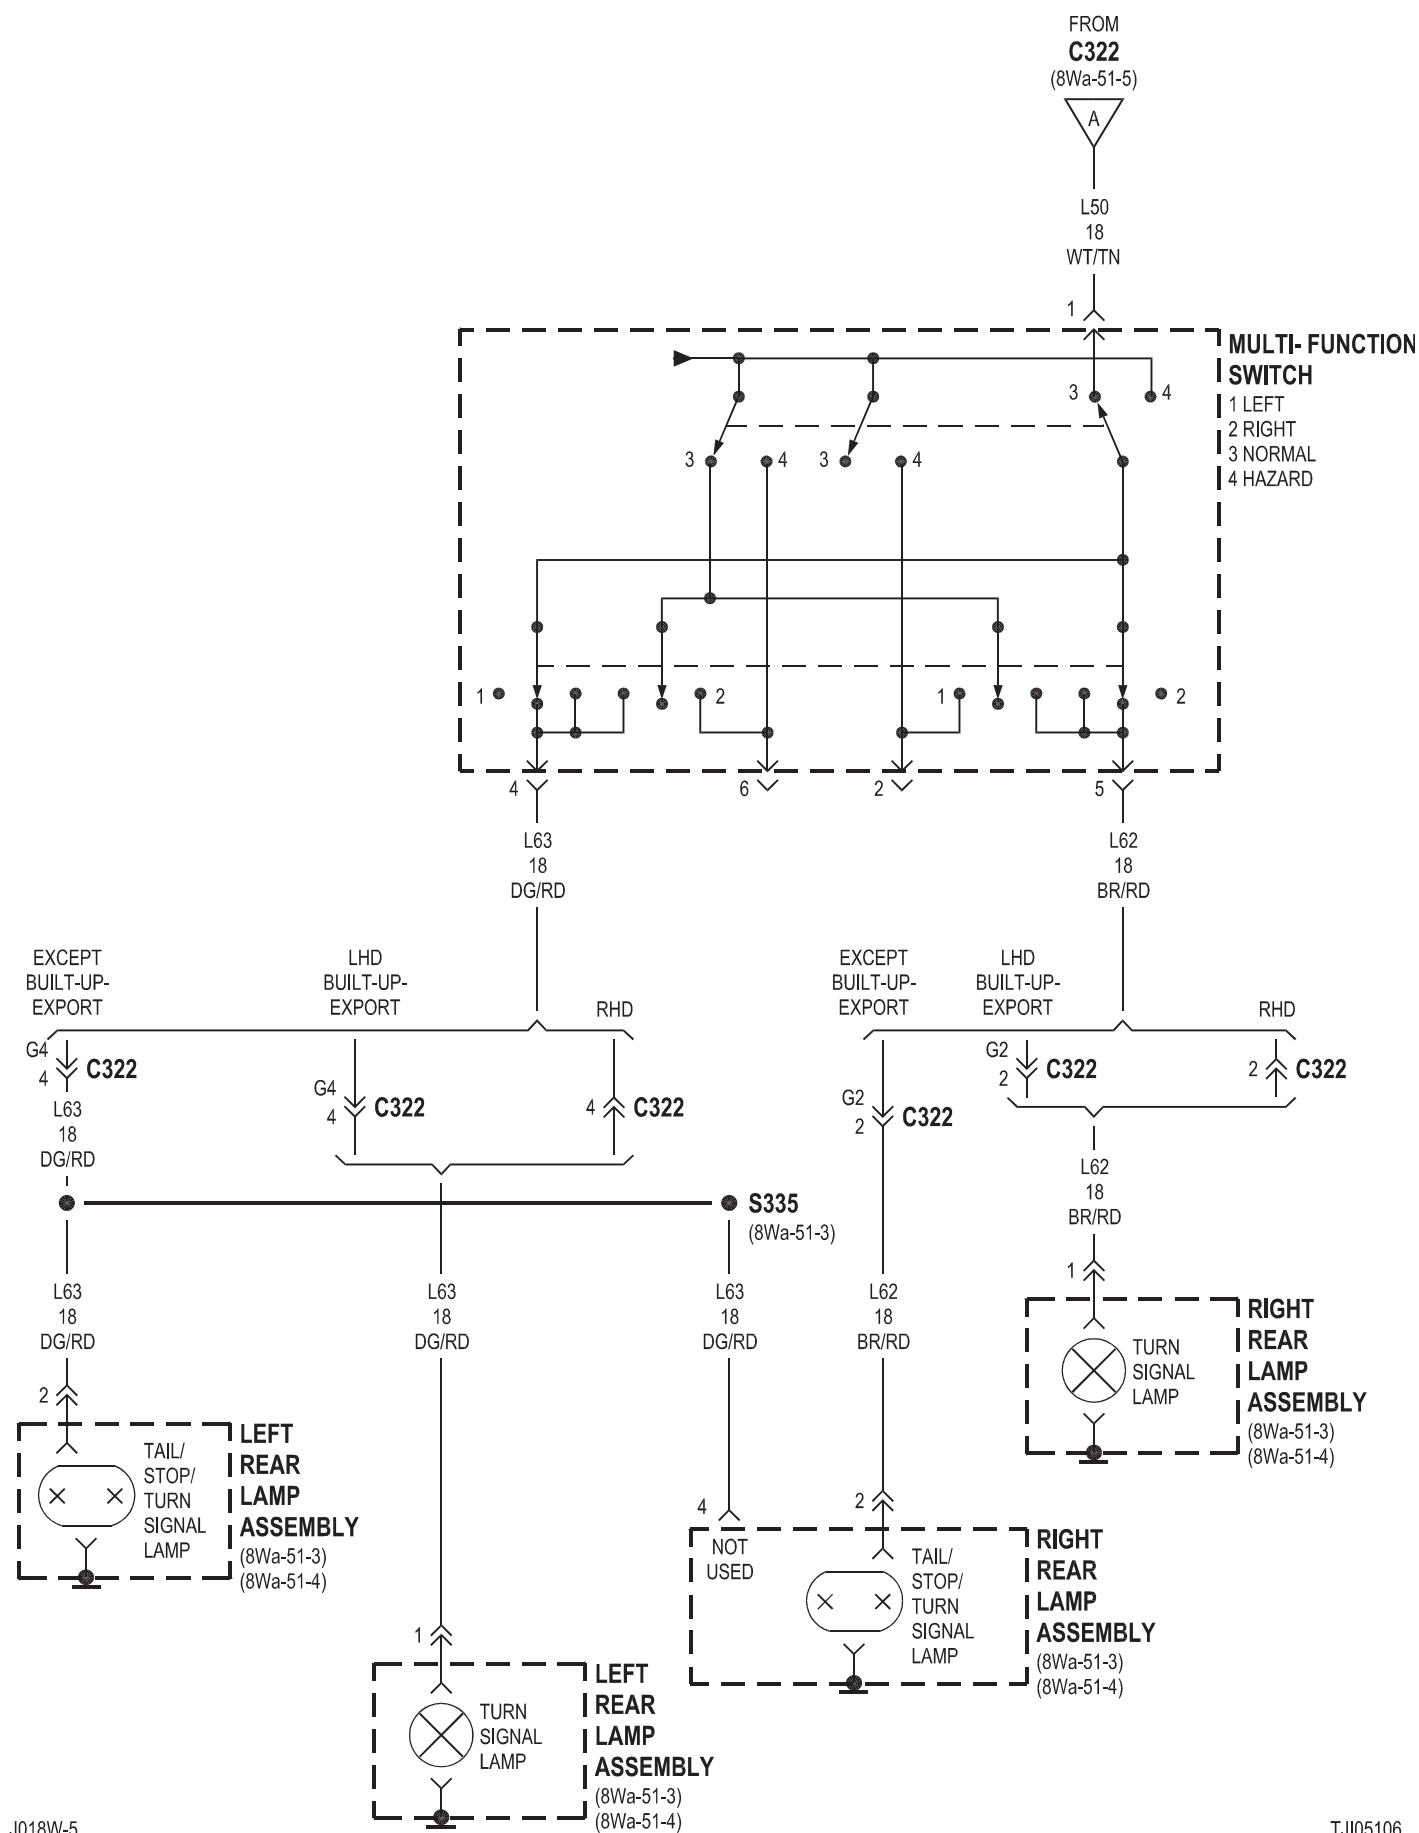 FROM
C322
(8Wa-51-5)
A
L50
18
WT/TN
1
MULTI- FUNCTION
SWITCH
1 LEFT
2 RIGHT
3 NORMAL
4 HAZARD
3
4
3
4
3
4
1
2
1
2
4
6
2
5
L63
18
DG/RD
L62
18
BR/RD
EXCEPT
BUILT-UP-
EXPORT
LHD
BUILT-UP-
EXPORT
RHD
EXCEPT
BUILT-UP-
EXPORT
LHD
BUILT-UP-
EXPORT
RHD
G4
4
C322
G4
4
C322
4
C322
G2
2
C322
G2
2
C322
2
C322
L63
18
DG/RD
L62
18
BR/RD
S335
(8Wa-51-3)
L63
18
DG/RD
L63
18
DG/RD
L63
18
DG/RD
L62
18
BR/RD
1
TURN
SIGNAL
LAMP
RIGHT
REAR
LAMP
ASSEMBLY
(8Wa-51-3)
(8Wa-51-4)
2
TAIL/
STOP/
TURN
SIGNAL
LAMP
LEFT
REAR
LAMP
ASSEMBLY
(8Wa-51-3)
(8Wa-51-4)
4
NOT
USED
2
TAIL/
STOP/
TURN
SIGNAL
LAMP
RIGHT
REAR
LAMP
ASSEMBLY
(8Wa-51-3)
(8Wa-51-4)
1
TURN
SIGNAL
LAMP
LEFT
REAR
LAMP
ASSEMBLY
(8Wa-51-3)
(8Wa-51-4)
J018W-5
TJI05106